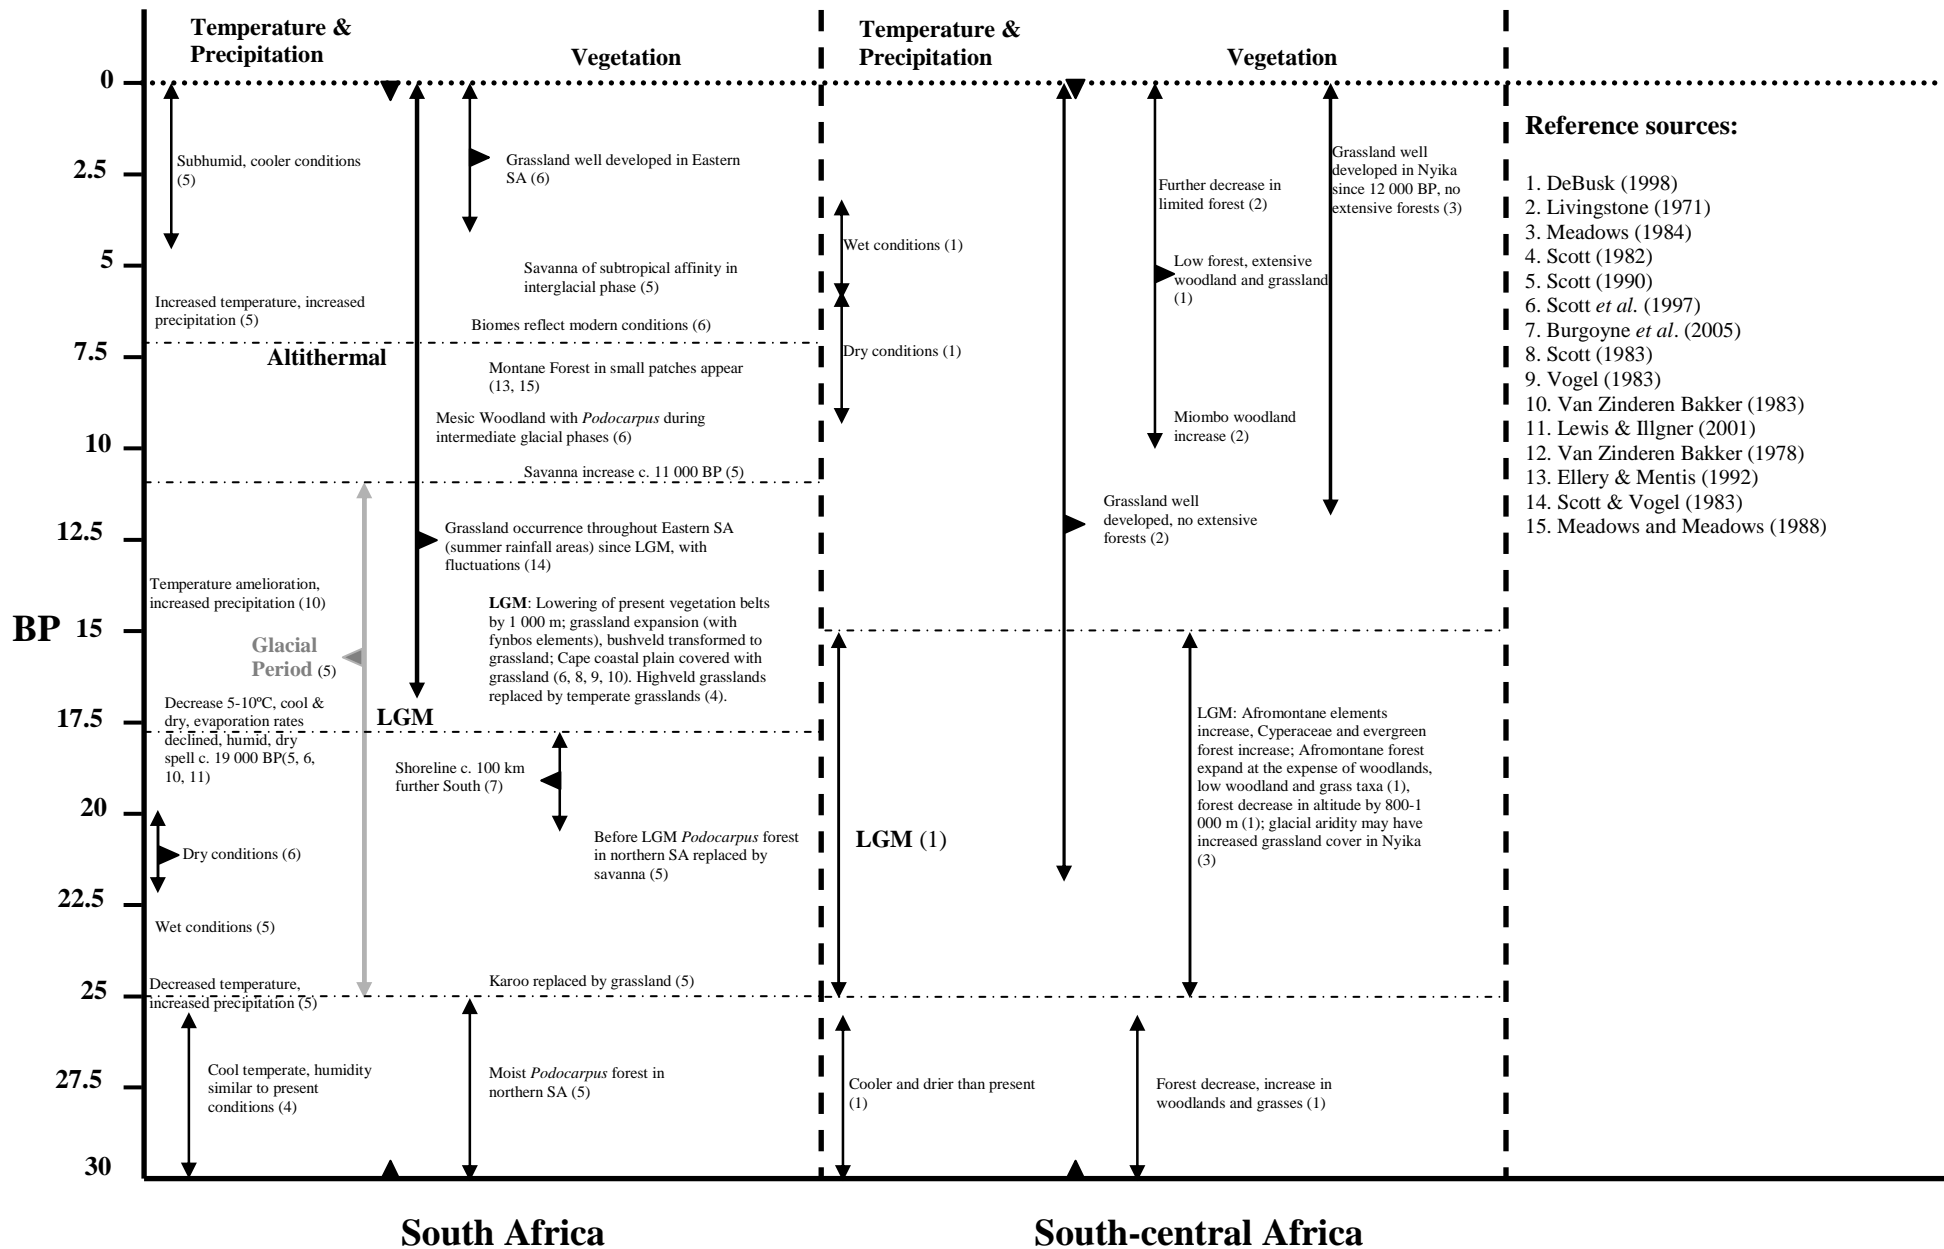 Temperature &
Precipitation
Vegetation
Temperature &
Precipitation
Vegetation
0
2.5
5
7.5
10
12.5
BP
15
17.5
20
22.5
25
27.5
30
Subhumid, cooler conditions
(5)
Increased temperature, increased
precipitation (5)
Altithermal
Temperature amelioration,
increased precipitation (10)
Glacial
Period (5)
Decrease 5-10ºC, cool &
dry, evaporation rates
declined, humid, dry
spell c. 19 000 BP(5, 6,
10, 11)
LGM
Dry conditions (6)
Wet conditions (5)
Decreased temperature,
increased precipitation (5)
Cool temperate, humidity
similar to present
conditions (4)
Grassland well developed in Eastern
SA (6)
Savanna of subtropical affinity in
interglacial phase (5)
Biomes reflect modern conditions (6)
Montane Forest in small patches appear
(13, 15)
Mesic Woodland with Podocarpus during
intermediate glacial phases (6)
Savanna increase c. 11 000 BP (5)
Grassland occurrence throughout Eastern SA
(summer rainfall areas) since LGM, with
fluctuations (14)
LGM: Lowering of present vegetation belts
by 1 000 m; grassland expansion (with
fynbos elements), bushveld transformed to
grassland; Cape coastal plain covered with
grassland (6, 8, 9, 10). Highveld grasslands
replaced by temperate grasslands (4).
Shoreline c. 100 km
further South (7)
Before LGM Podocarpus forest
in northern SA replaced by
savanna (5)
Karoo replaced by grassland (5)
Moist Podocarpus forest in
northern SA (5)
Wet conditions (1)
Dry conditions (1)
LGM (1)
Cooler and drier than present
(1)
Further decrease in
limited forest (2)
Low forest, extensive
woodland and grassland
(1)
Miombo woodland
increase (2)
Grassland well
developed, no extensive
forests (2)
Grassland well
developed in Nyika
since 12 000 BP, no
extensive forests (3)
LGM: Afromontane elements
increase, Cyperaceae and evergreen
forest increase; Afromontane forest
expand at the expense of woodlands,
low woodland and grass taxa (1),
forest decrease in altitude by 800-1
000 m (1); glacial aridity may have
increased grassland cover in Nyika
(3)
Forest decrease, increase in
woodlands and grasses (1)
Reference sources:
1. DeBusk (1998)
2. Livingstone (1971)
3. Meadows (1984)
4. Scott (1982)
5. Scott (1990)
6. Scott et al. (1997)
7. Burgoyne et al. (2005)
8. Scott (1983)
9. Vogel (1983)
10. Van Zinderen Bakker (1983)
11. Lewis & Illgner (2001)
12. Van Zinderen Bakker (1978)
13. Ellery & Mentis (1992)
14. Scott & Vogel (1983)
15. Meadows and Meadows (1988)
South Africa
South-central Africa